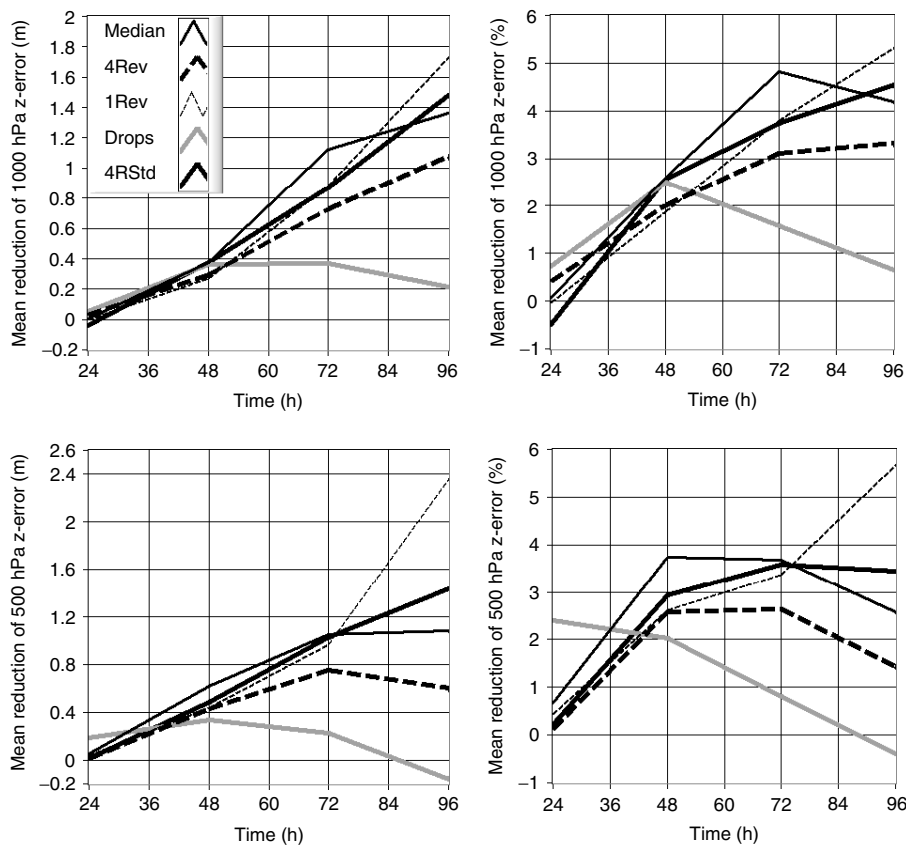 Mean reduction of 1000 hPa z-error (m)
2
1.8
1.6
1.4
1.2
1
0.8
0.6
0.4
0.2
0
−0.2
Median
4Rev
1Rev
Drops
4RStd
24 36 48 60 72 84 96
Time (h)
Mean reduction of 1000 hPa z-error (%)
6
5
4
3
2
1
0
−1
24 36 48 60 72 84 96
Time (h)
Mean reduction of 500 hPa z-error (m)
2.6
2.4
2
1.6
1.2
0.8
0.4
0
−0.2
24 36 48 60 72 84 96
Time (h)
Mean reduction of 500 hPa z-error (%)
6
5
4
3
2
1
0
−1
24 36 48 60 72 84 96
Time (h)